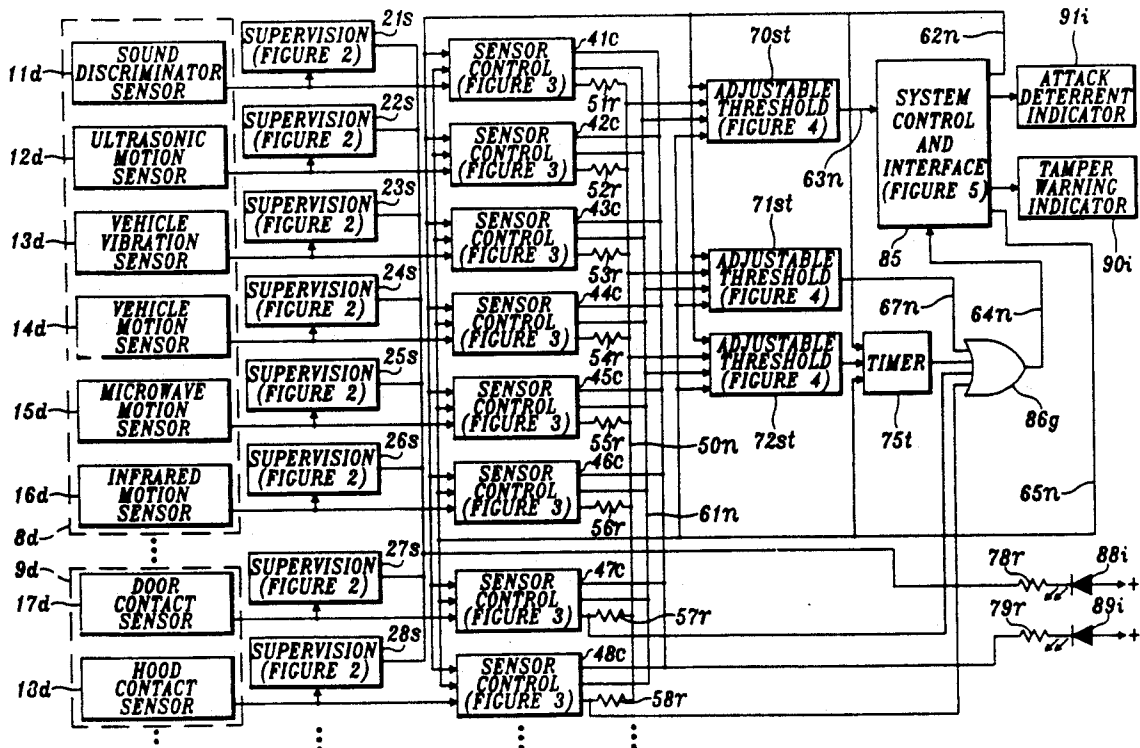 11d
SOUND
DISCRIMINATOR
SENSOR
SUPERVISION
(FIGURE 2)
21s
SENSOR
CONTROL
(FIGURE 3)
41c
51r
70st
ADJUSTABLE
THRESHOLD
(FIGURE 4)
63n
SYSTEM
CONTROL
AND
INTERFACE
(FIGURE 5)
85
62n
91i
ATTACK
DETERRENT
INDICATOR
TAMPER
WARNING
INDICATOR
90i
12d
ULTRASONIC
MOTION
SENSOR
SUPERVISION
(FIGURE 2)
22s
SENSOR
CONTROL
(FIGURE 3)
42c
52r
13d
VEHICLE
VIBRATION
SENSOR
SUPERVISION
(FIGURE 2)
23s
SENSOR
CONTROL
(FIGURE 3)
43c
53r
71st
ADJUSTABLE
THRESHOLD
(FIGURE 4)
67n
64n
14d
VEHICLE
MOTION
SENSOR
SUPERVISION
(FIGURE 2)
24s
SENSOR
CONTROL
(FIGURE 3)
44c
54r
ADJUSTABLE
THRESHOLD
(FIGURE 4)
72st
TIMER
75t
86g
65n
15d
MICROWAVE
MOTION
SENSOR
SUPERVISION
(FIGURE 2)
25s
SENSOR
CONTROL
(FIGURE 3)
45c
55r
50n
16d
INFRARED
MOTION
SENSOR
8d
SUPERVISION
(FIGURE 2)
26s
SENSOR
CONTROL
(FIGURE 3)
46c
56r
61n
9d
17d
DOOR
CONTACT
SENSOR
SUPERVISION
(FIGURE 2)
27s
SENSOR
CONTROL
(FIGURE 3)
47c
57r
78r
88i
+
79r
89i
+
18d
HOOD
CONTACT
SENSOR
SUPERVISION
(FIGURE 2)
28s
SENSOR
CONTROL
(FIGURE 3)
48c
58r